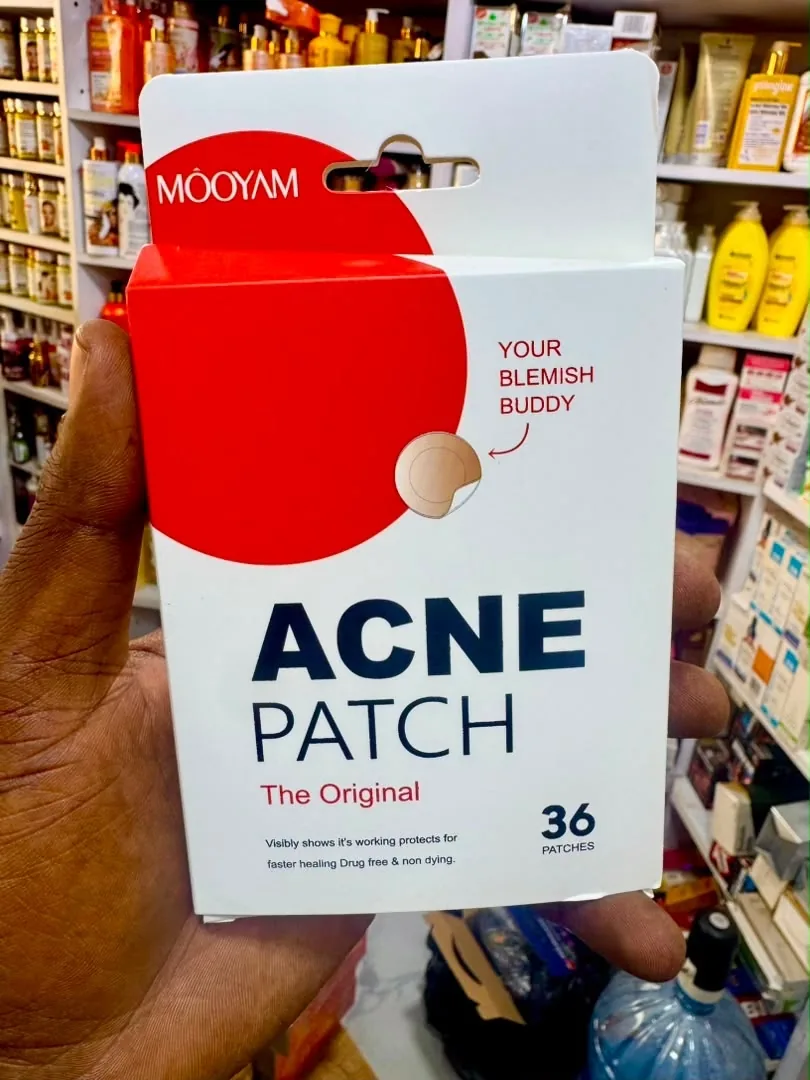 MÔOYAM
YOUR
BLEMISH
BUDDY
ACNE
PATCH
The Original
Visibly shows it's working protects for
faster healing Drug free & non dying.
36
PATCHES